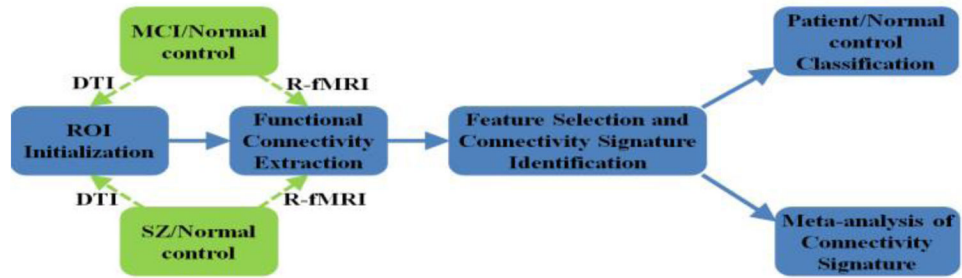 MCI/Normal
control
DTI
R-fMRI
ROI
Initialization
Functional
Connectivity
Extraction
Feature Selection and
Connectivity Signature
Identification
Patient/Normal
control
Classification
DTI
R-fMRI
SZ/Normal
control
Meta-analysis of
Connectivity
Signature